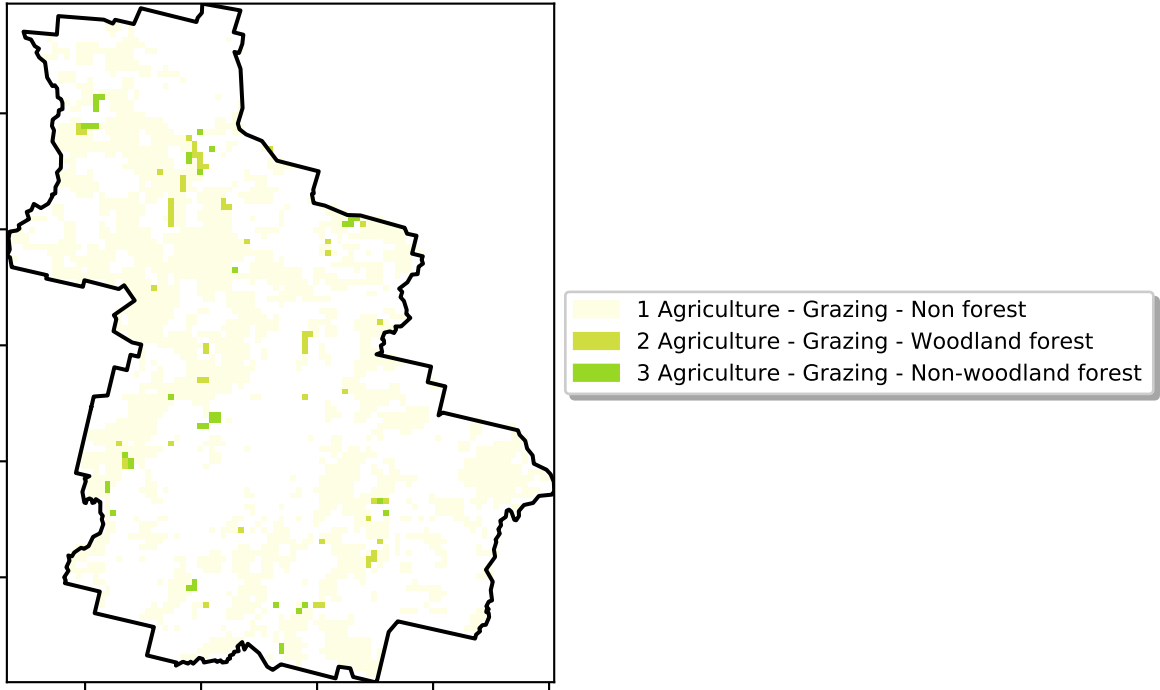 1 Agriculture - Grazing - Non forest
2 Agriculture - Grazing - Woodland forest
3 Agriculture - Grazing - Non-woodland forest